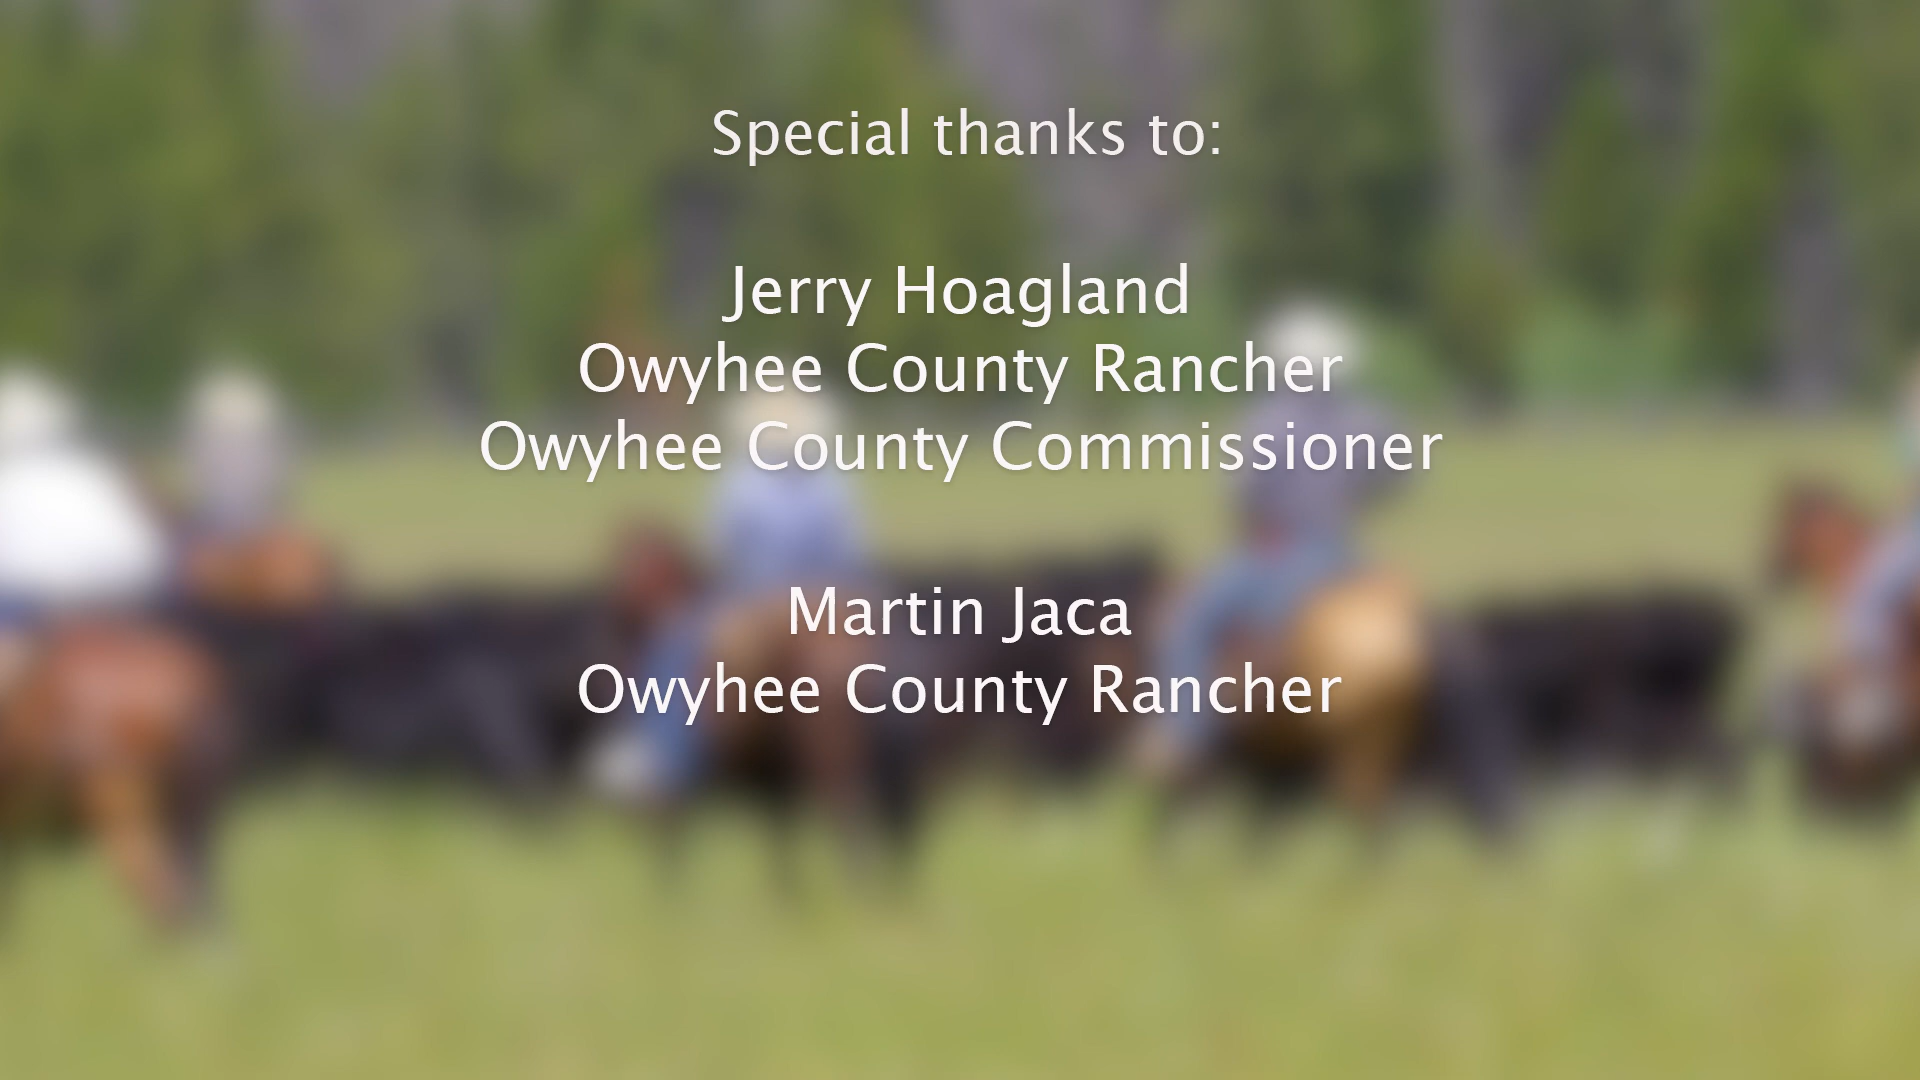 Special thanks to:
Jerry Hoagland
Owyhee County Rancher
Owyhee County Commissioner
Martin Jaca
Owyhee County Rancher